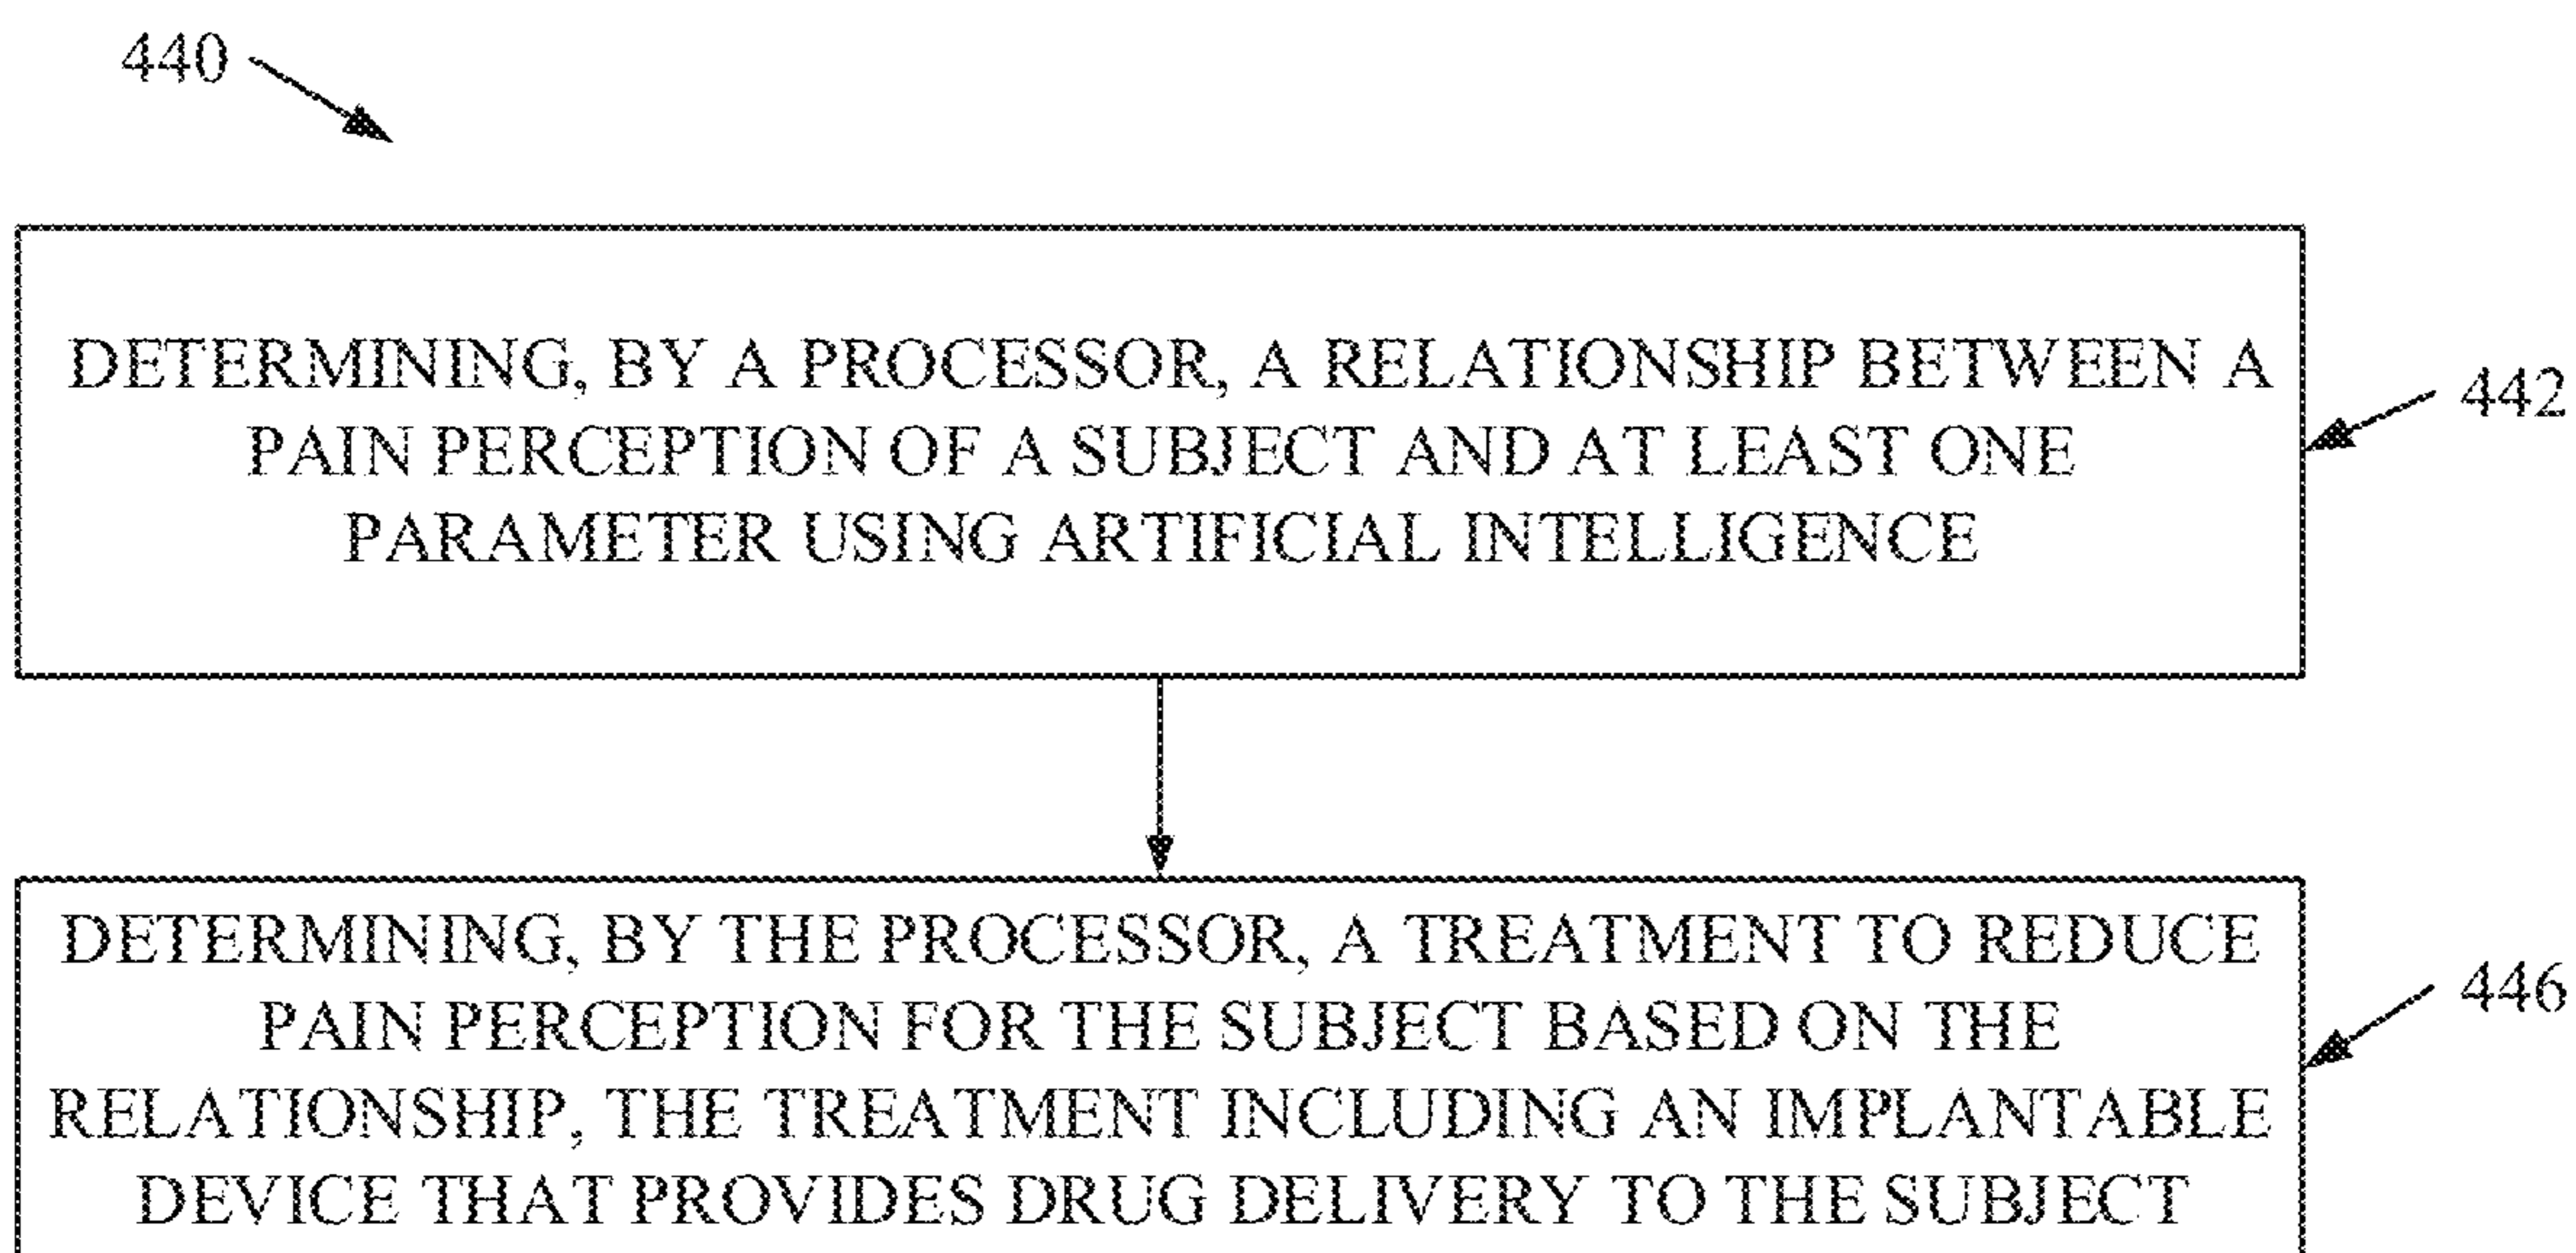 440
DETERMINING, BY A PROCESSOR, A RELATIONSHIP BETWEEN A
PAIN PERCEPTION OF A SUBJECT AND AT LEAST ONE
PARAMETER USING ARTIFICIAL INTELLIGENCE
442
DETERMINING, BY THE PROCESSOR, A TREATMENT TO REDUCE
PAIN PERCEPTION FOR THE SUBJECT BASED ON THE
RELATIONSHIP, THE TREATMENT INCLUDING AN IMPLANTABLE
DEVICE THAT PROVIDES DRUG DELIVERY TO THE SUBJECT
446